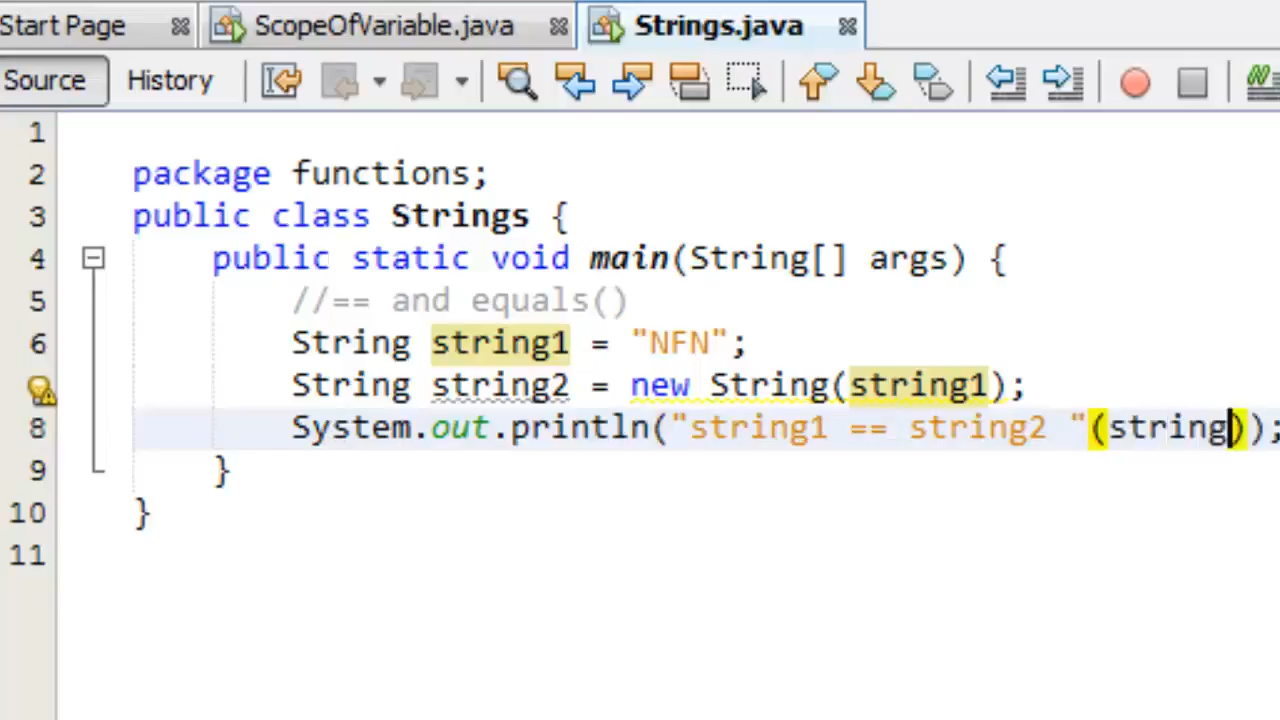 Start Page ScopeOfVariable.java Strings.java
Source History
1
2 package functions;
3 public class Strings {
4 public static void main(String[] args) {
5 //== and equals()
6 String string1 = "NFN";
String string2 = new String(string1);
8 System.out.println("string1 == string2 "(string));
9 }
10 }
11